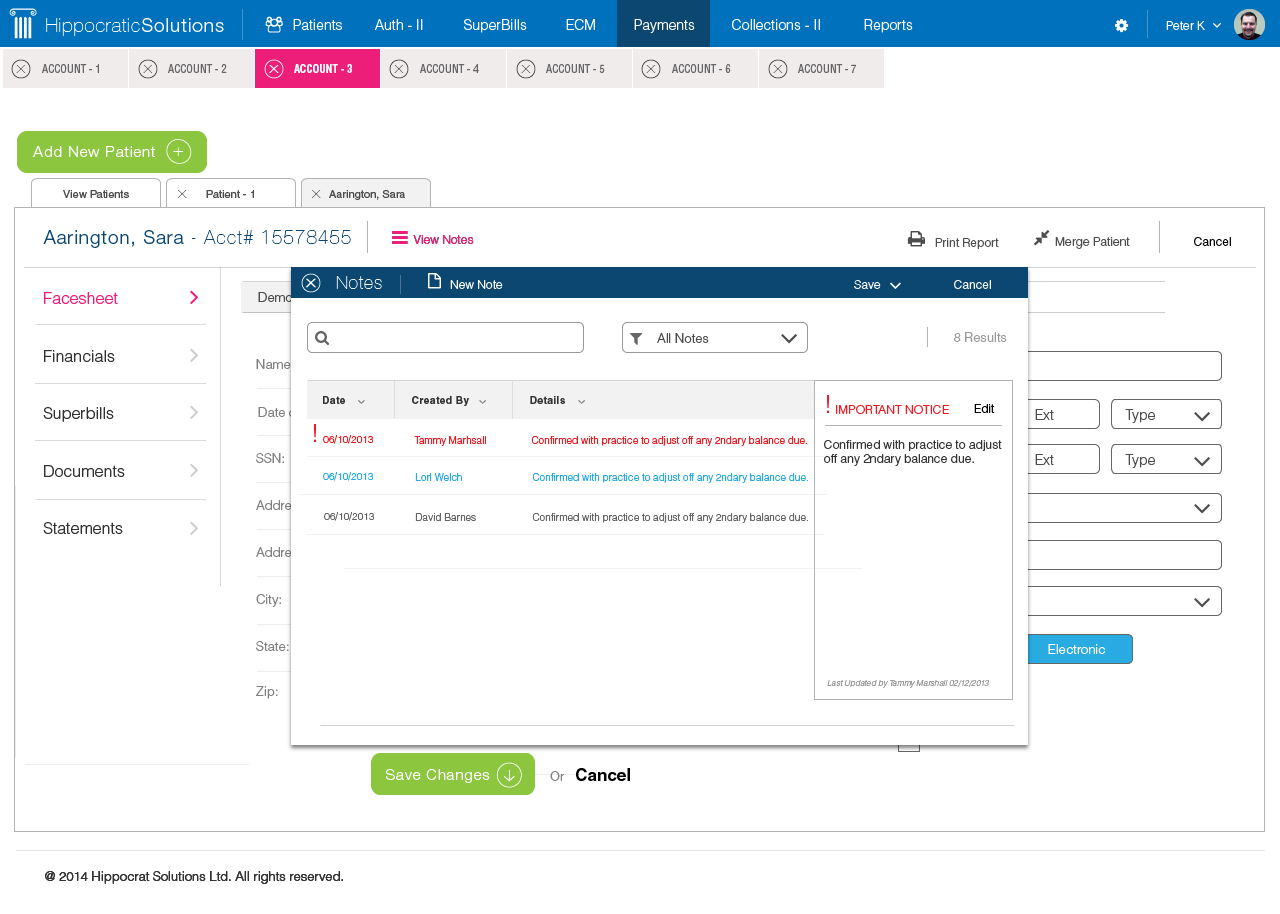 HippocraticSolutions Patients Auth - II SuperBills ECM Payments Collections - II Reports Peter K
ACCOUNT - 1 ACCOUNT - 2 ACCOUNT - 3 ACCOUNT - 4 ACCOUNT - 5 ACCOUNT - 6 ACCOUNT - 7
Add New Patient
View Patients Patient - 1 Aarington, Sara
Aarington, Sara - Acct# 15578455 View Notes Print Report Merge Patient Cancel
Notes New Note Save Cancel
Facesheet
Financials
Superbills
Documents
Statements
Name
Date
SSN:
City:
State:
Zip:
All Notes 8 Results
Date Created By Details
! 06/10/2013 Tammy Marhsall Confirmed with practice to adjust off any 2ndary balance due.
06/10/2013 Lori Welch Confirmed with practice to adjust off any 2ndary balance due.
06/10/2013 David Barnes Confirmed with practice to adjust off any 2ndary balance due.
! IMPORTANT NOTICE Edit
Confirmed with practice to adjust
off any 2ndary balance due.
Last Updated by Tammy Marshall 02/12/2013
Ext Type
Ext Type
Electronic
Save Changes Or Cancel
@ 2014 Hippocrat Solutions Ltd. All rights reserved.